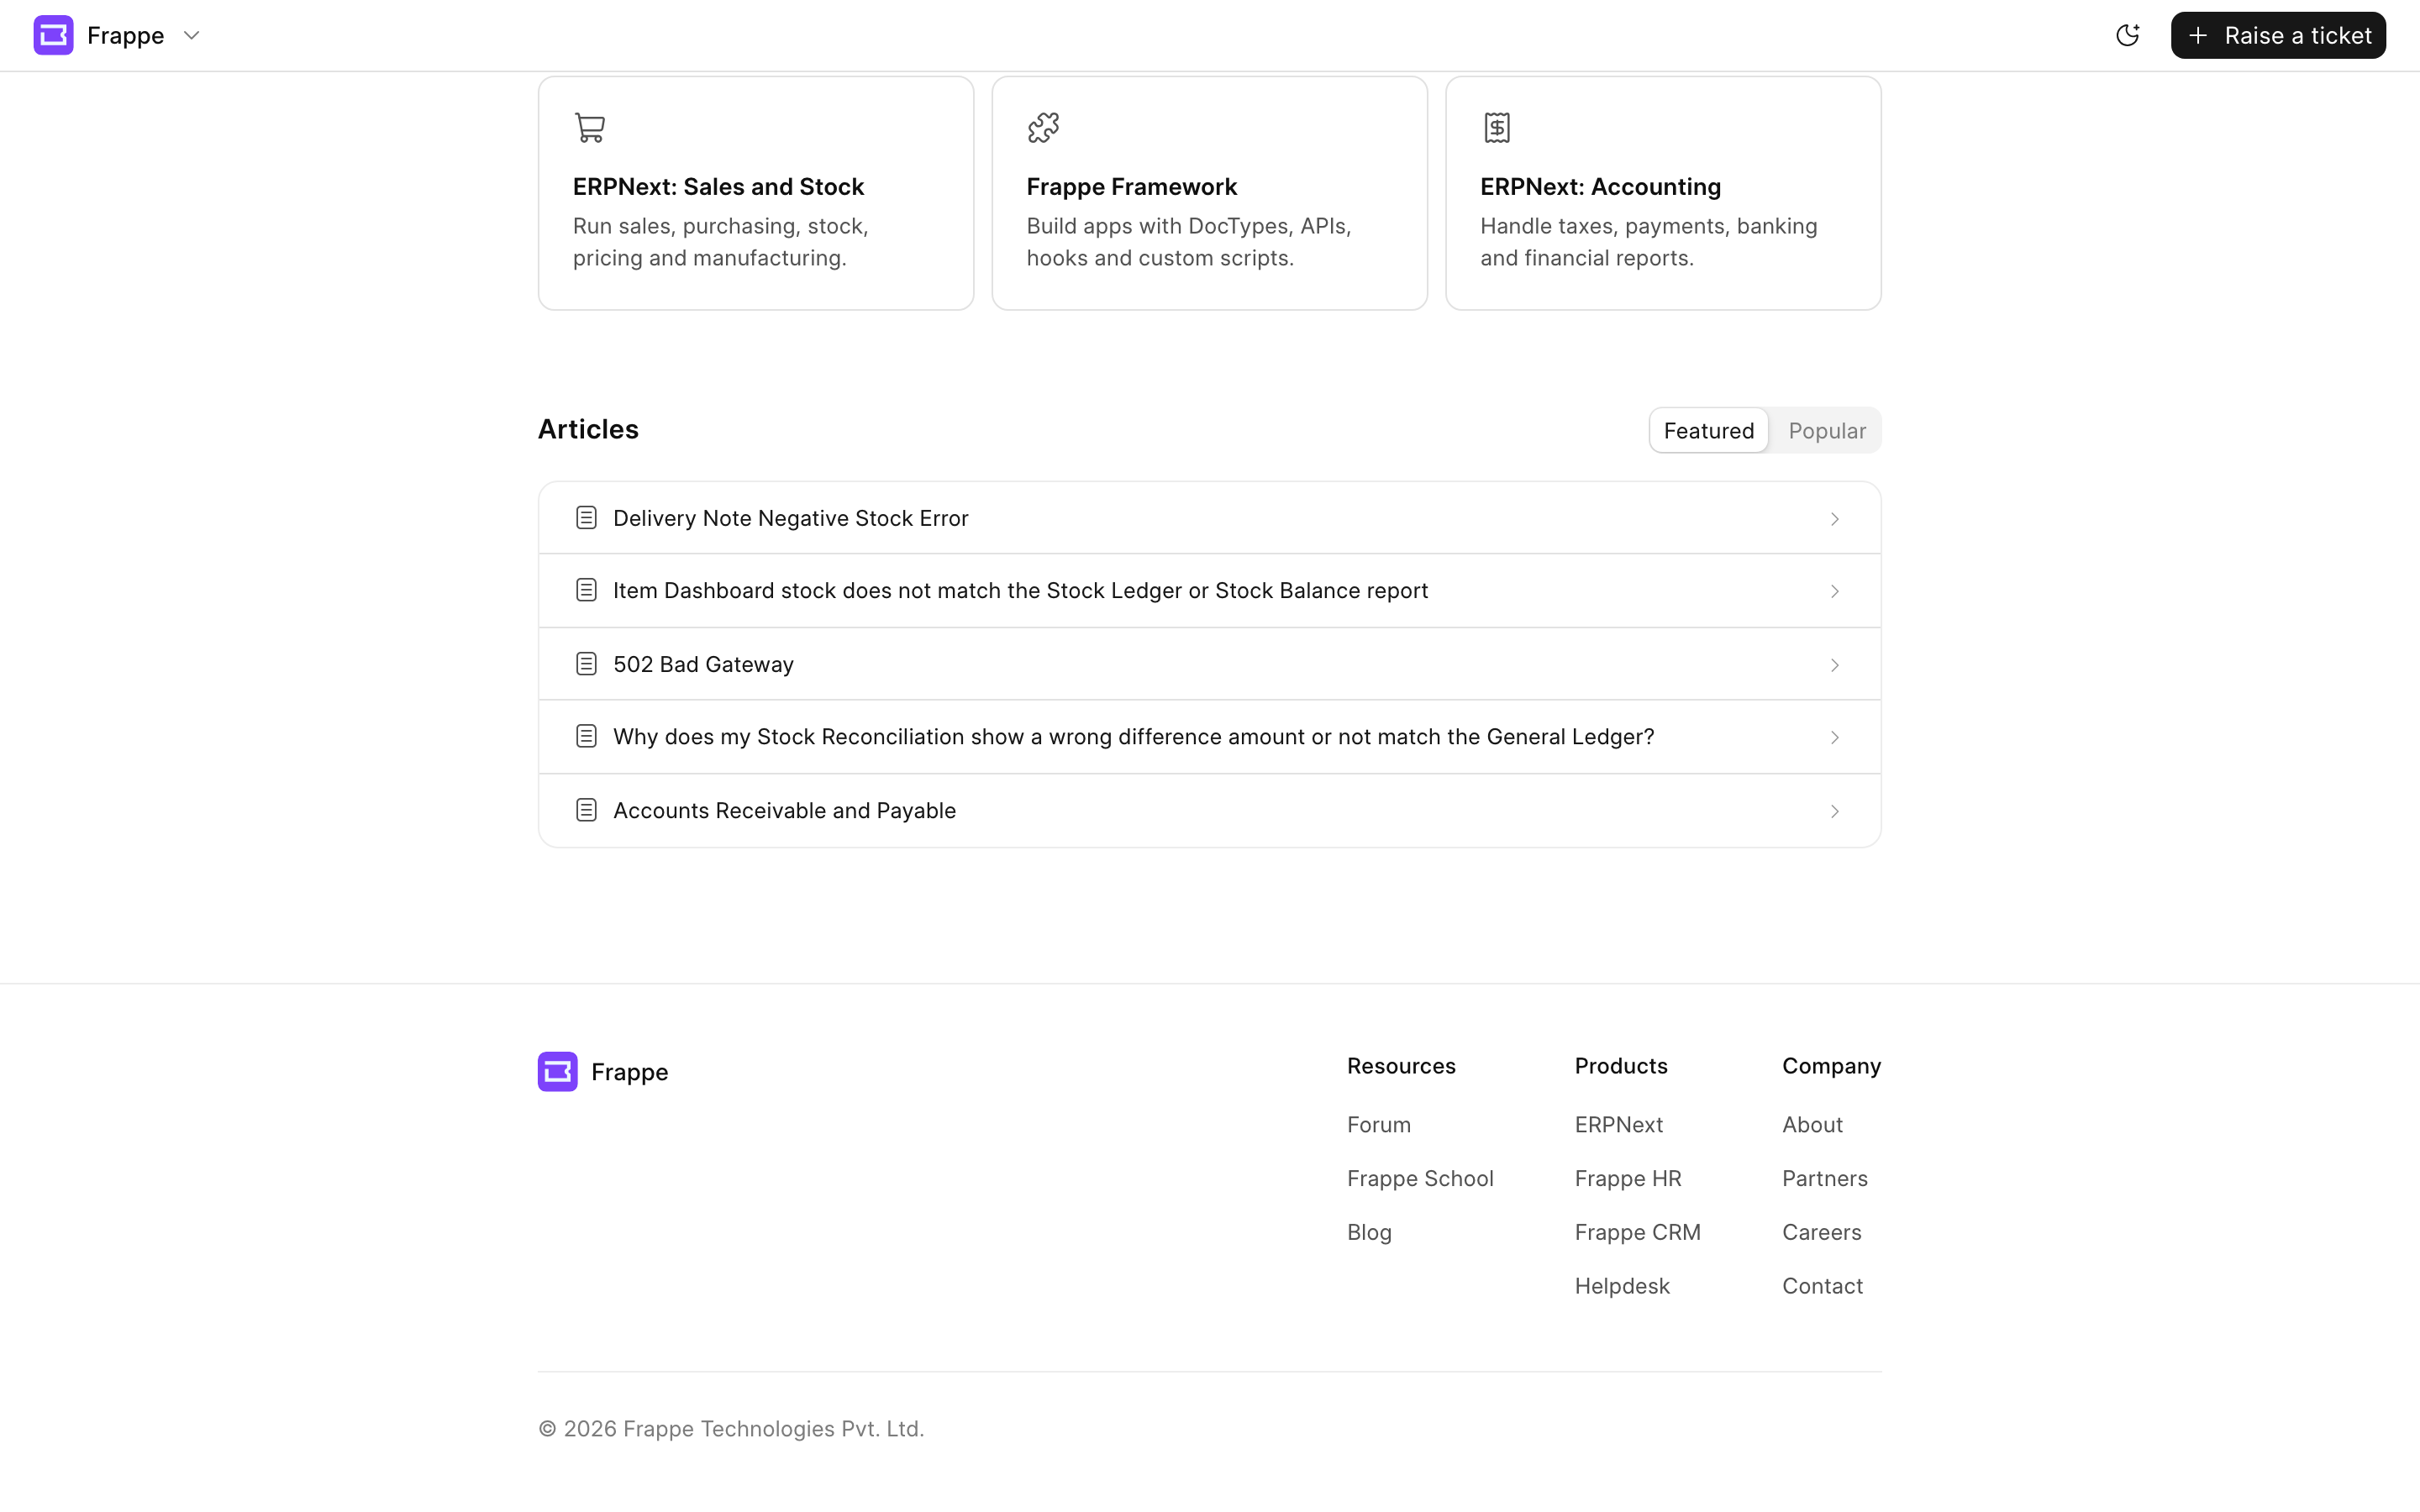 Frappe
Raise a ticket
ERPNext: Sales and Stock
Run sales, purchasing, stock,
pricing and manufacturing.
Frappe Framework
Build apps with DocTypes, APIs,
hooks and custom scripts.
ERPNext: Accounting
Handle taxes, payments, banking
and financial reports.
Articles
Featured
Popular
Delivery Note Negative Stock Error
Item Dashboard stock does not match the Stock Ledger or Stock Balance report
502 Bad Gateway
Why does my Stock Reconciliation show a wrong difference amount or not match the General Ledger?
Accounts Receivable and Payable
Frappe
Resources
Forum
Frappe School
Blog
Products
ERPNext
Frappe HR
Frappe CRM
Helpdesk
Company
About
Partners
Careers
Contact
© 2026 Frappe Technologies Pvt. Ltd.